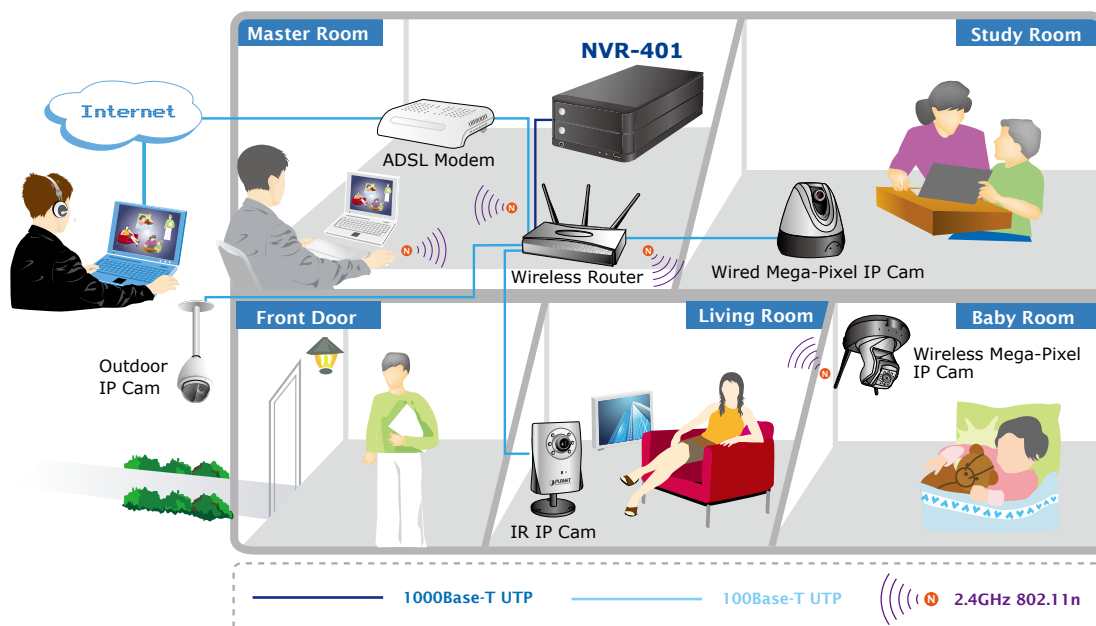 Master Room
NVR-401
Study Room
Internet
ADSL Modem
N
N
N
Wireless Router
Wired Mega-Pixel IP Cam
Front Door
Living Room
Baby Room
Outdoor
IP Cam
N
Wireless Mega-Pixel
IP Cam
PLANET
IR IP Cam
1000Base-T UTP
100Base-T UTP
N
2.4GHz 802.11n